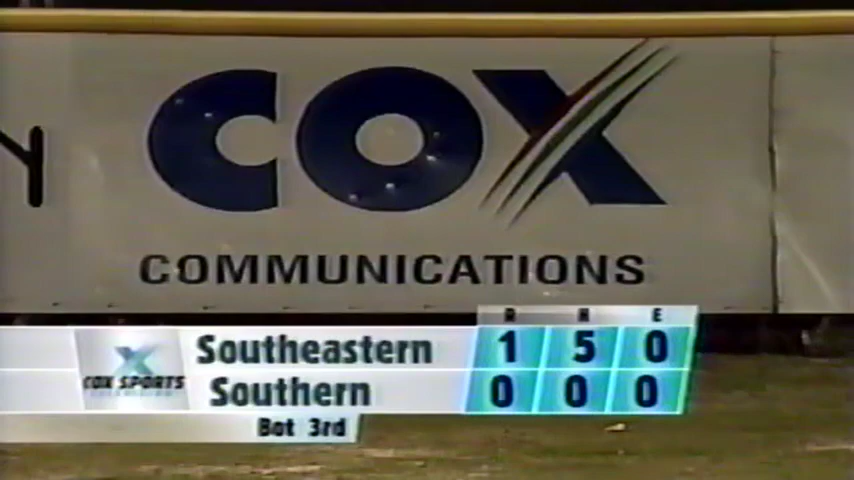 Y
COX
COMMUNICATIONS
R H E
Southeastern 1 5 0
COX SPORTS
Southern 0 0 0
Bot 3rd